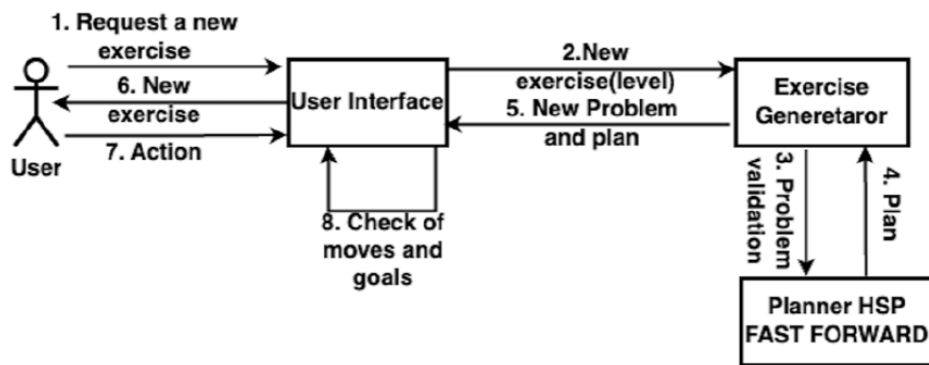 1. Request a new
exercise
6. New
exercise
7. Action
User
User Interface
2.New
exercise(level)
5. New Problem
and plan
Exercise
Generetaror
3. Problem
validation
4. Plan
8. Check of
moves and
goals
Planner HSP
FAST FORWARD